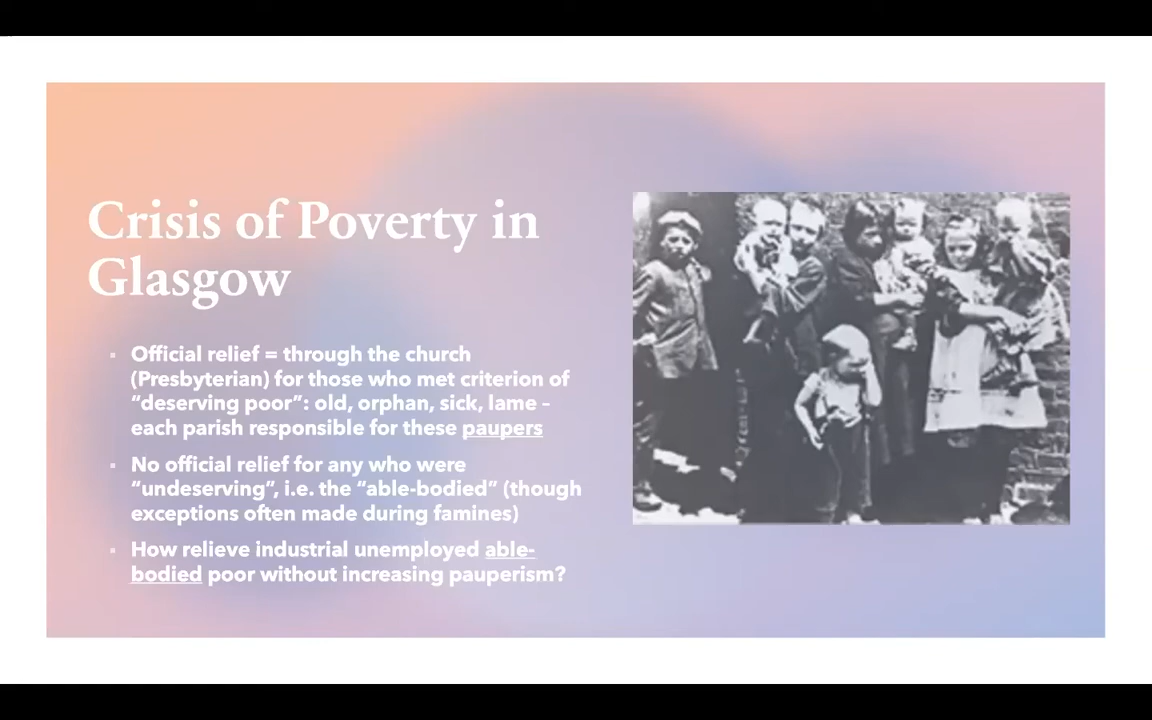 Crisis of Poverty in
Glasgow
▪ Official relief = through the church
(Presbyterian) for those who met criterion of
“deserving poor”: old, orphan, sick, lame –
each parish responsible for these paupers
▪ No official relief for any who were
“undeserving”, i.e. the “able-bodied” (though
exceptions often made during famines)
▪ How relieve industrial unemployed able-
bodied poor without increasing pauperism?